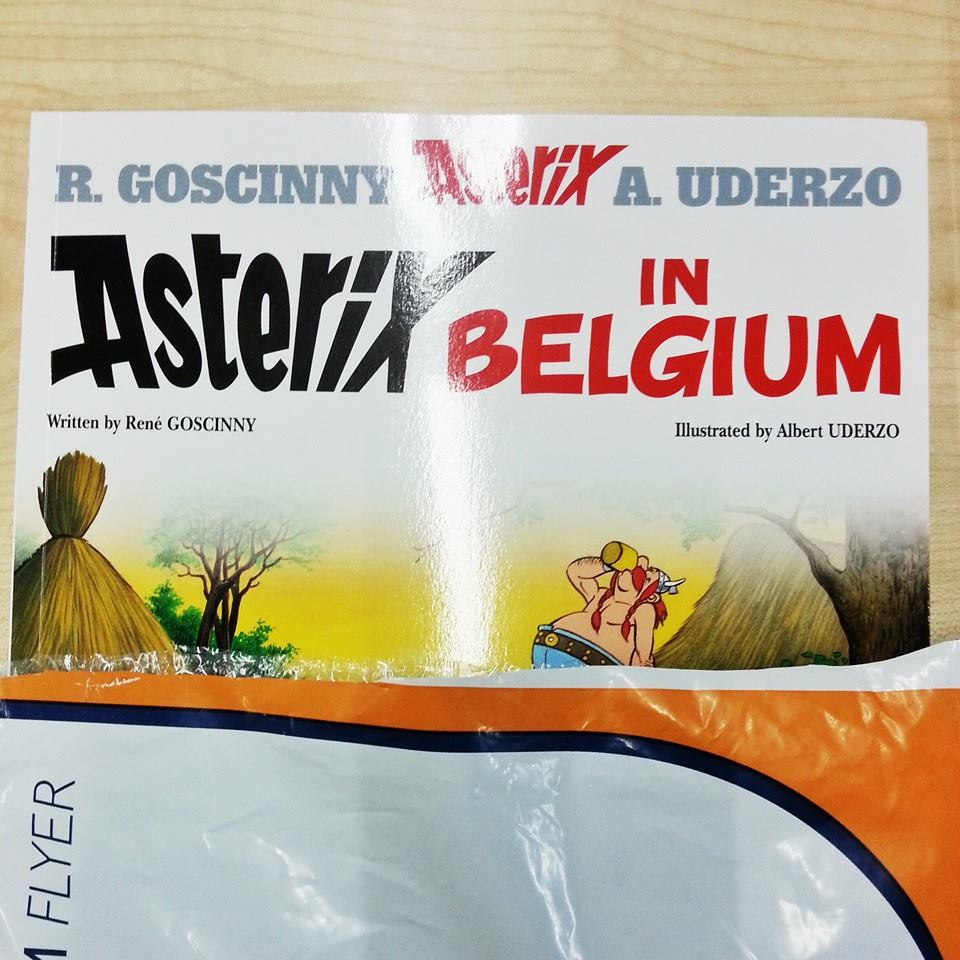 R. GOSCINNY Asterix A. UDERZO
Asterix IN BELGIUM
Written by René GOSCINNY
Illustrated by Albert UDERZO
FLYER